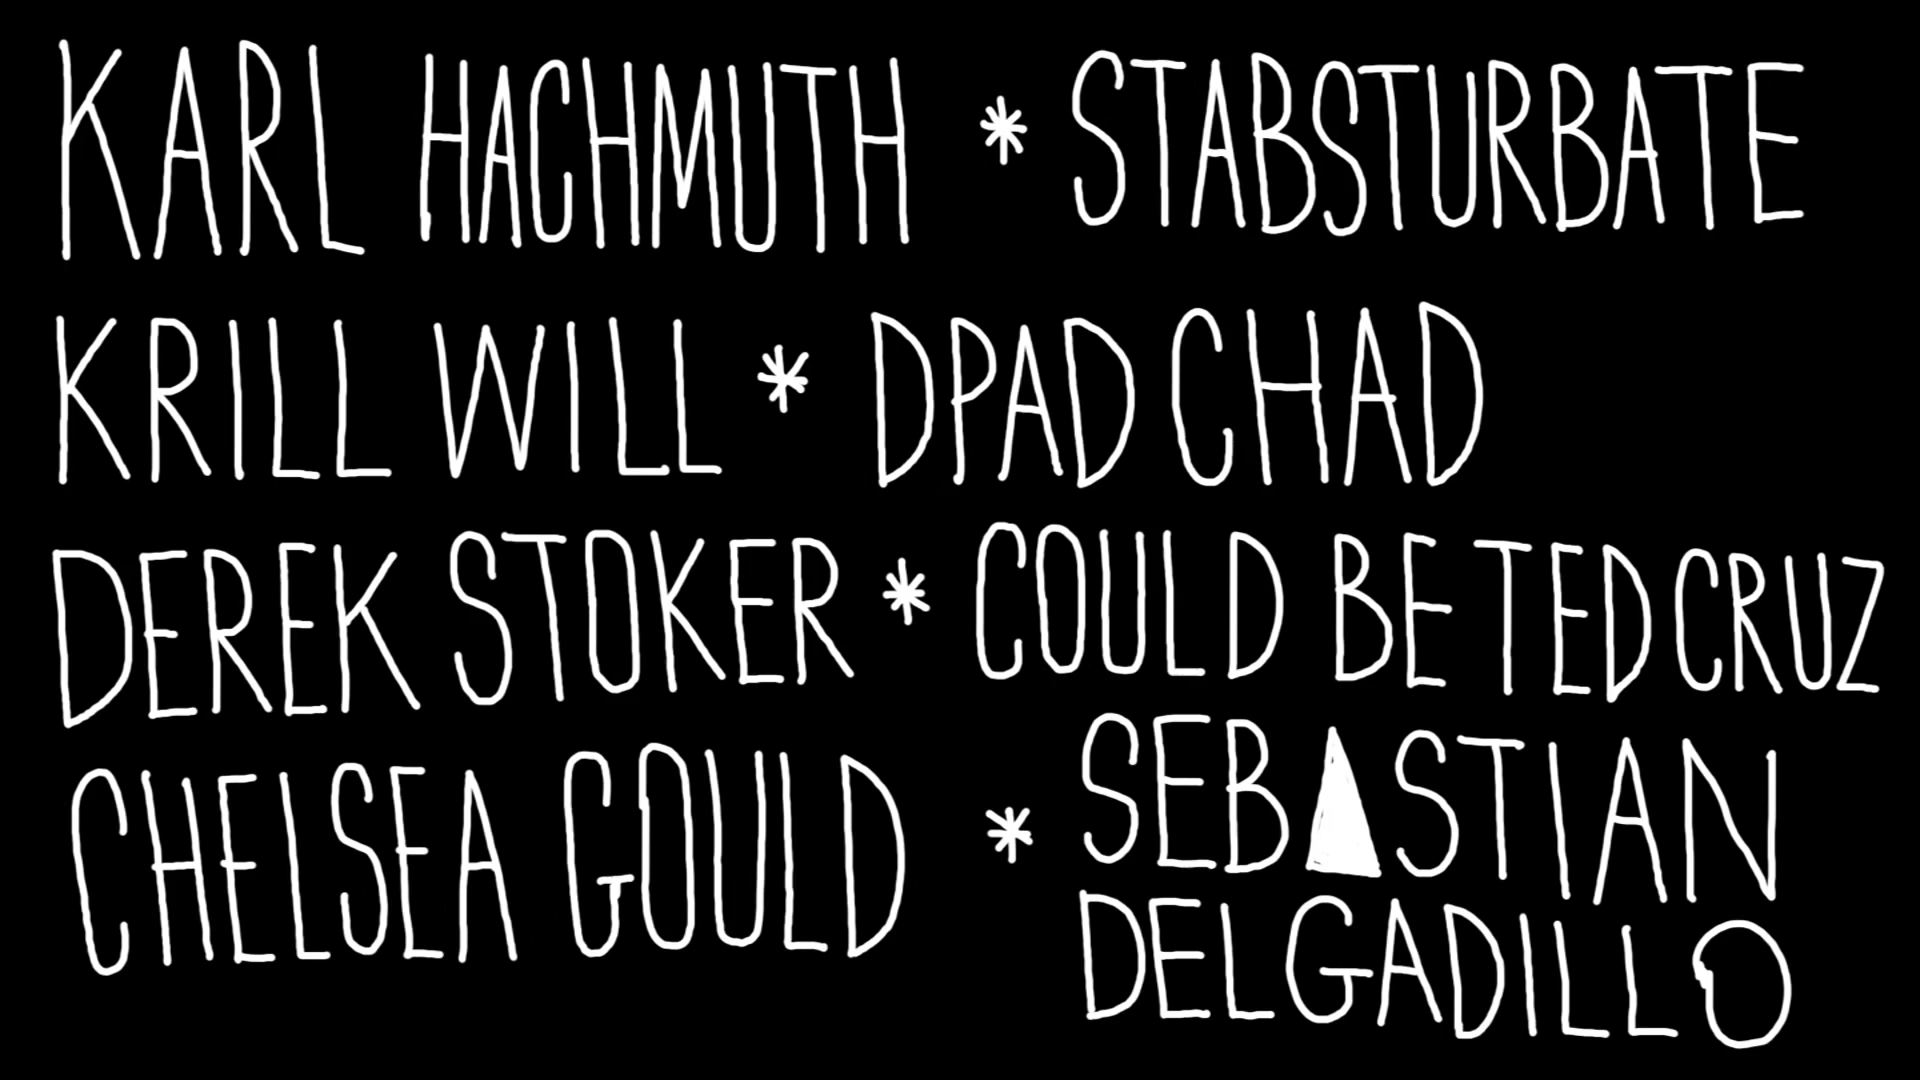 KARL HACHMUTH * STABSTURBATE
KRILL WILL * DPAD CHAD
DEREK STOKER * COULD BE TED CRUZ
CHELSEA GOULD * SEBASTIAN
DELGADILLO